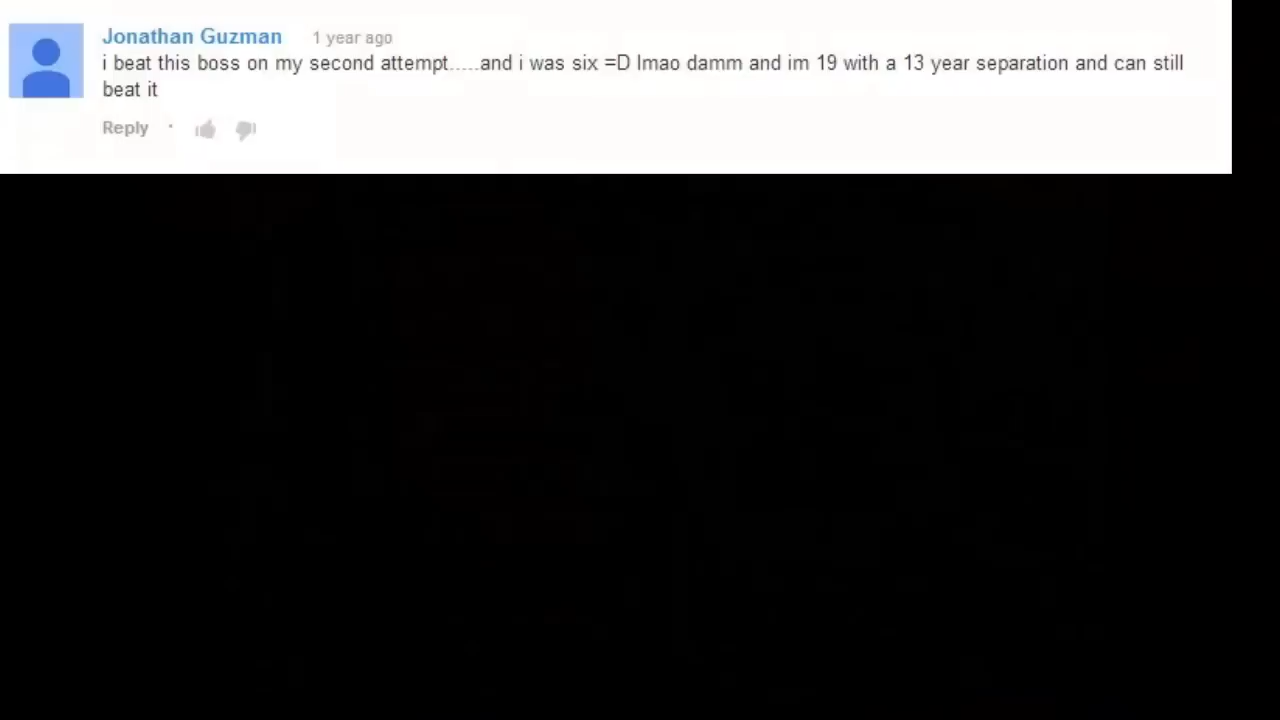 Jonathan Guzman 1 year ago
i beat this boss on my second attempt.....and i was six =D lmao damm and im 19 with a 13 year separation and can still
beat it
Reply ·